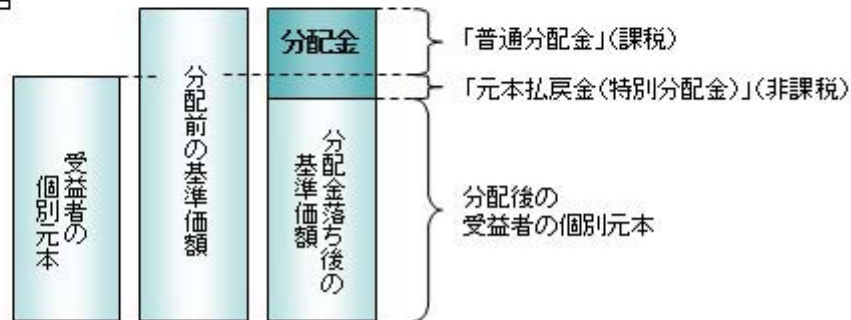 受益者の
個別元本
分配前の基準価額
分配金
分配金落ち後の
基準価額
「普通分配金」(課税)
「元本払戻金(特別分配金)」(非課税)
分配後の
受益者の個別元本